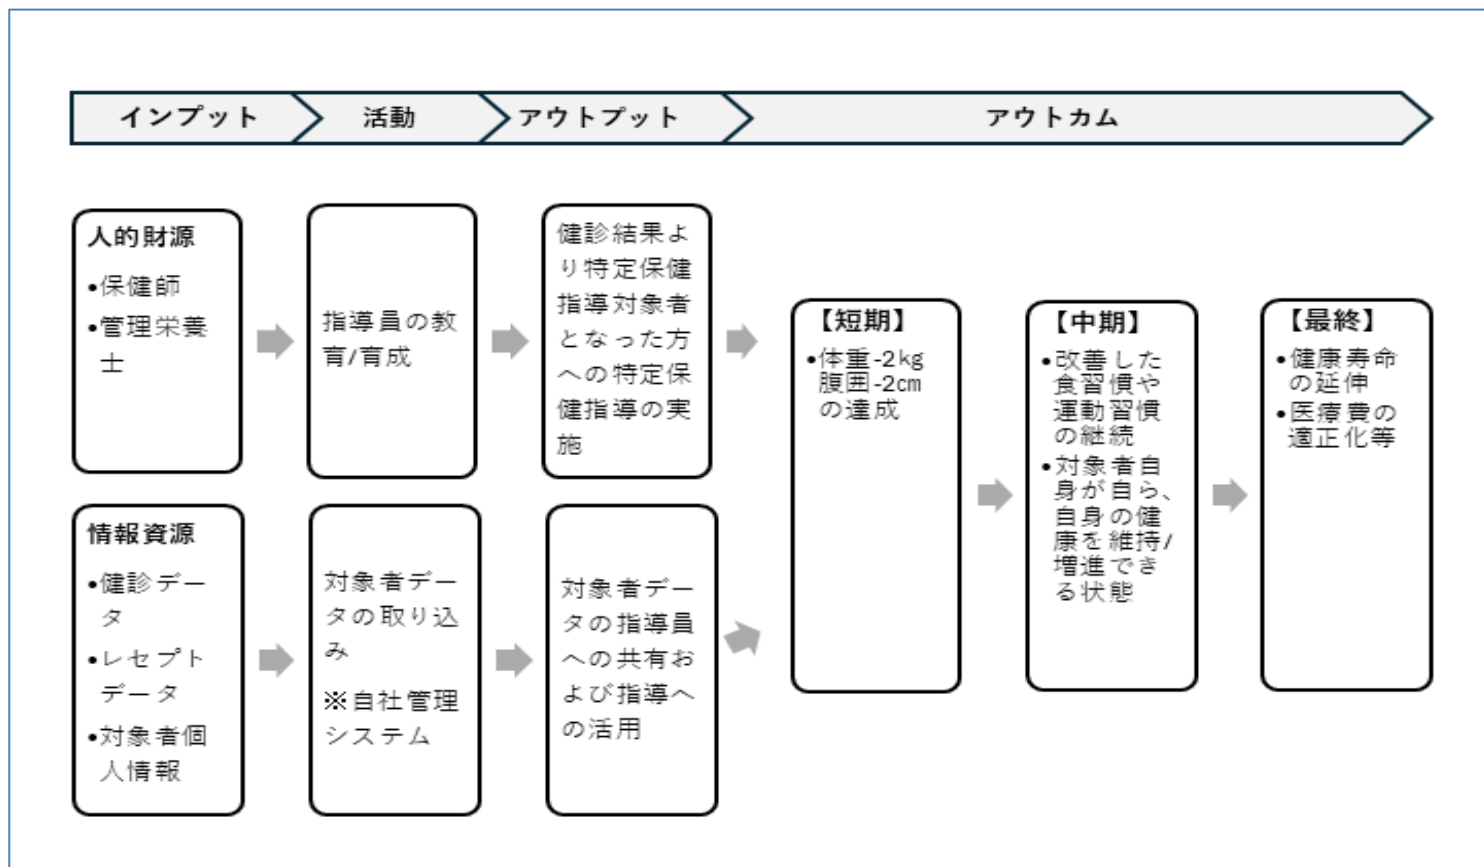 インプット
活動
アウトプット
アウトカム
人的財源
•保健師
•管理栄養
士
指導員の教
育/育成
健診結果よ
り特定保健
指導対象者
となった方
への特定保
健指導の実
施
情報資源
•健診デー
タ
•レセプト
データ
•対象者個
人情報
対象者デー
タの取り込
み
※自社管理
システム
対象者デー
タの指導員
への共有お
よび指導へ
の活用
【短期】
•体重-2kg
腹囲-2cm
の達成
【中期】
•改善した
食習慣や
運動習慣
の継続
•対象者自
身が自ら、
自身の健
康を維持/
増進でき
る状態
【最終】
•健康寿命
の延伸
•医療費の
適正化等